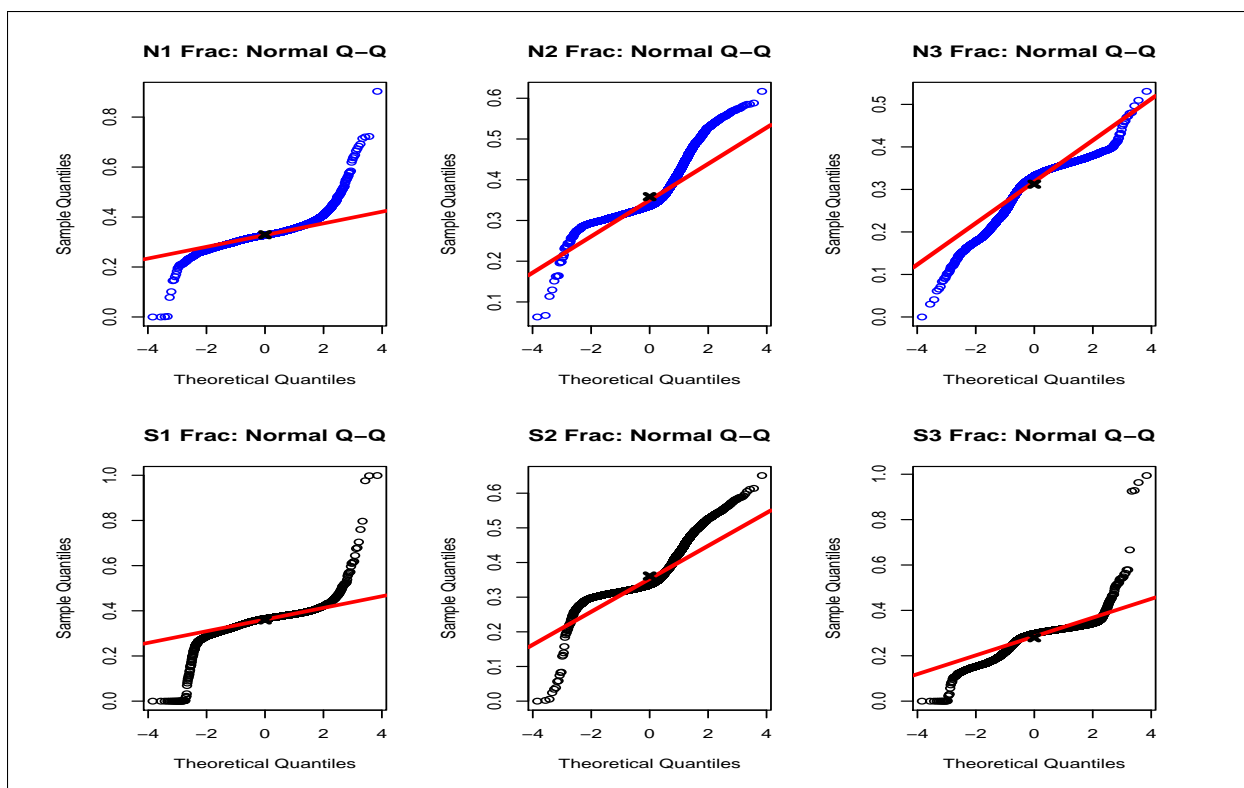 N1 Frac: Normal Q−Q
N2 Frac: Normal Q−Q
N3 Frac: Normal Q−Q
Sample Quantiles
0.0 0.2 0.4 0.6 0.8
−4 −2 0 2 4
Theoretical Quantiles
Sample Quantiles
0.1 0.2 0.3 0.4 0.5 0.6
−4 −2 0 2 4
Theoretical Quantiles
Sample Quantiles
0.0 0.1 0.2 0.3 0.4 0.5
−4 −2 0 2 4
Theoretical Quantiles
S1 Frac: Normal Q−Q
S2 Frac: Normal Q−Q
S3 Frac: Normal Q−Q
Sample Quantiles
0.0 0.2 0.4 0.6 0.8 1.0
−4 −2 0 2 4
Theoretical Quantiles
Sample Quantiles
0.0 0.1 0.2 0.3 0.4 0.5 0.6
−4 −2 0 2 4
Theoretical Quantiles
Sample Quantiles
0.0 0.2 0.4 0.6 0.8 1.0
−4 −2 0 2 4
Theoretical Quantiles